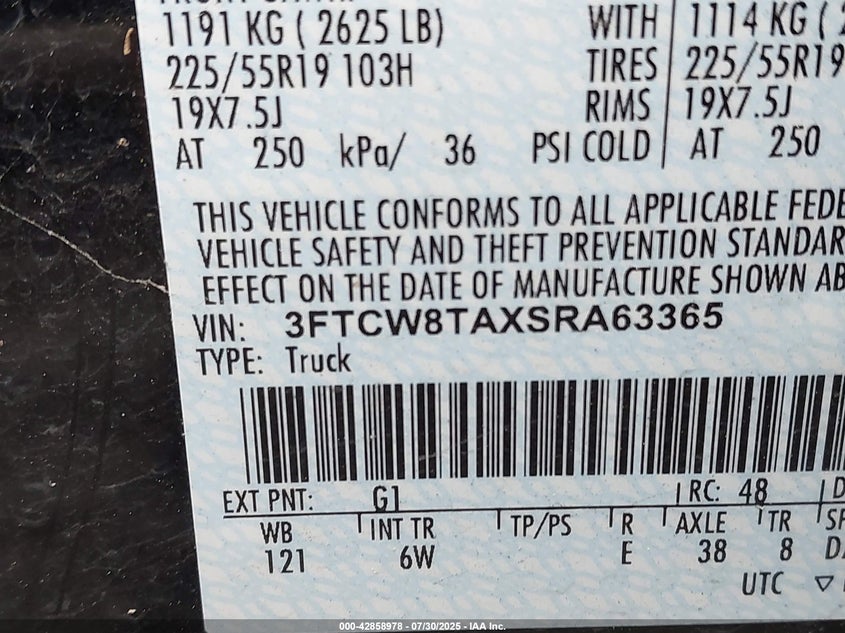 1191 KG ( 2625 LB) WITH 1114 KG (
225/55R19 103H TIRES 225/55R19
19X7.5J RIMS 19X7.5J
AT 250 kPa/ 36 PSI COLD AT 250
THIS VEHICLE CONFORMS TO ALL APPLICABLE FEDE
VEHICLE SAFETY AND THEFT PREVENTION STANDAR
EFFECT ON THE DATE OF MANUFACTURE SHOWN AB
VIN: 3FTCW8TAXSRA63365
TYPE: Truck
EXT PNT: G1 RC: 48
WB INT TR TP/PS R AXLE TR SP
121 6W E 38 8
UTC ▽
000-42858978 - 07/30/2025 - IAA Inc.